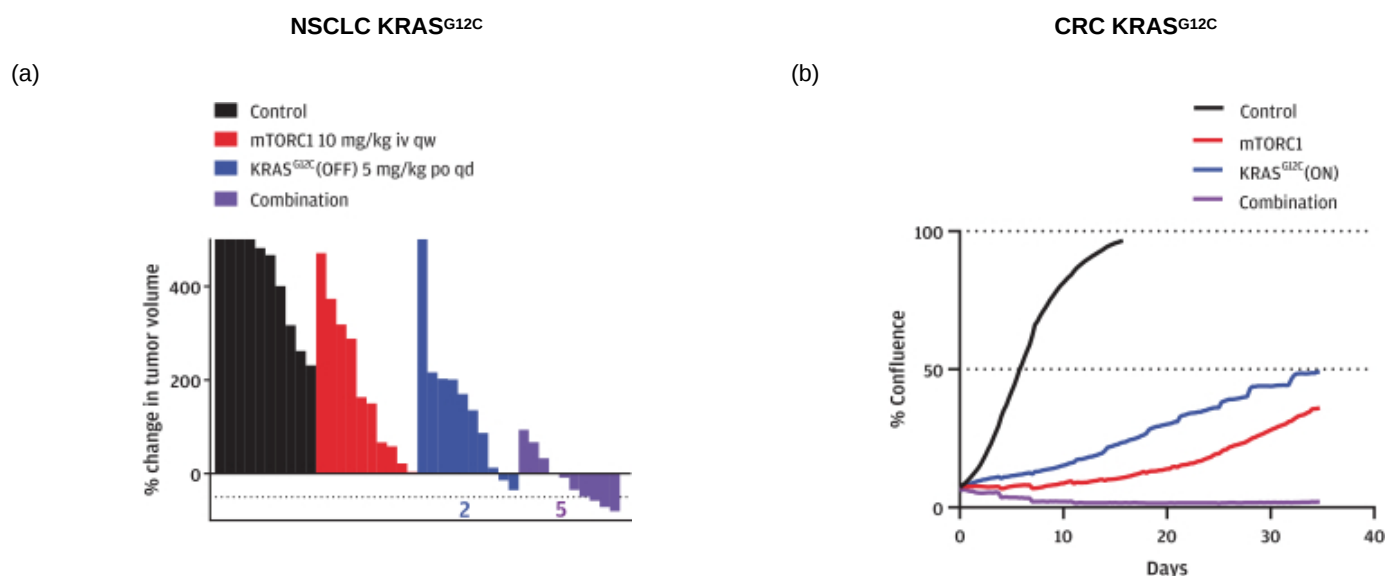 NSCLC KRASG12C
(a)
Control
mTORC1 10 mg/kg iv qw
KRASG12C(OFF) 5 mg/kg po qd
Combination
% change in tumor volume
400
200
0
2
5
CRC KRASG12C
(b)
Control
mTORC1
KRASG12C(ON)
Combination
% Confluence
100
50
0
0 10 20 30 40
Days